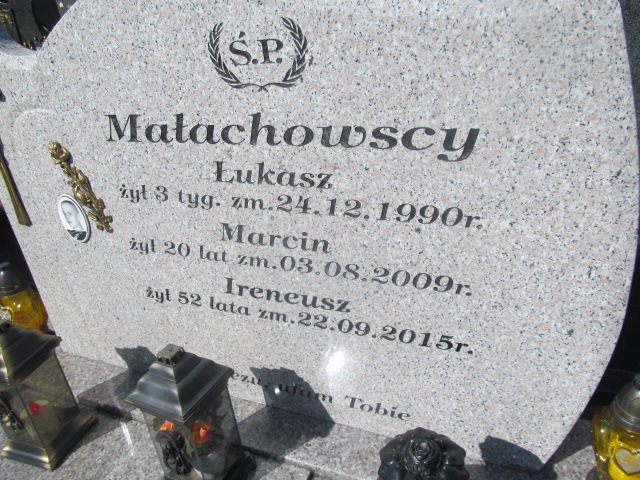 Ś.P.
Małachowscy
Łukasz
żył 3 tyg. zm.24.12.1990r.
Marcin
żył 20 lat zm.03.08.2009r.
Ireneusz
żył 52 lata zm.22.09.2015r.
ufam Tobie